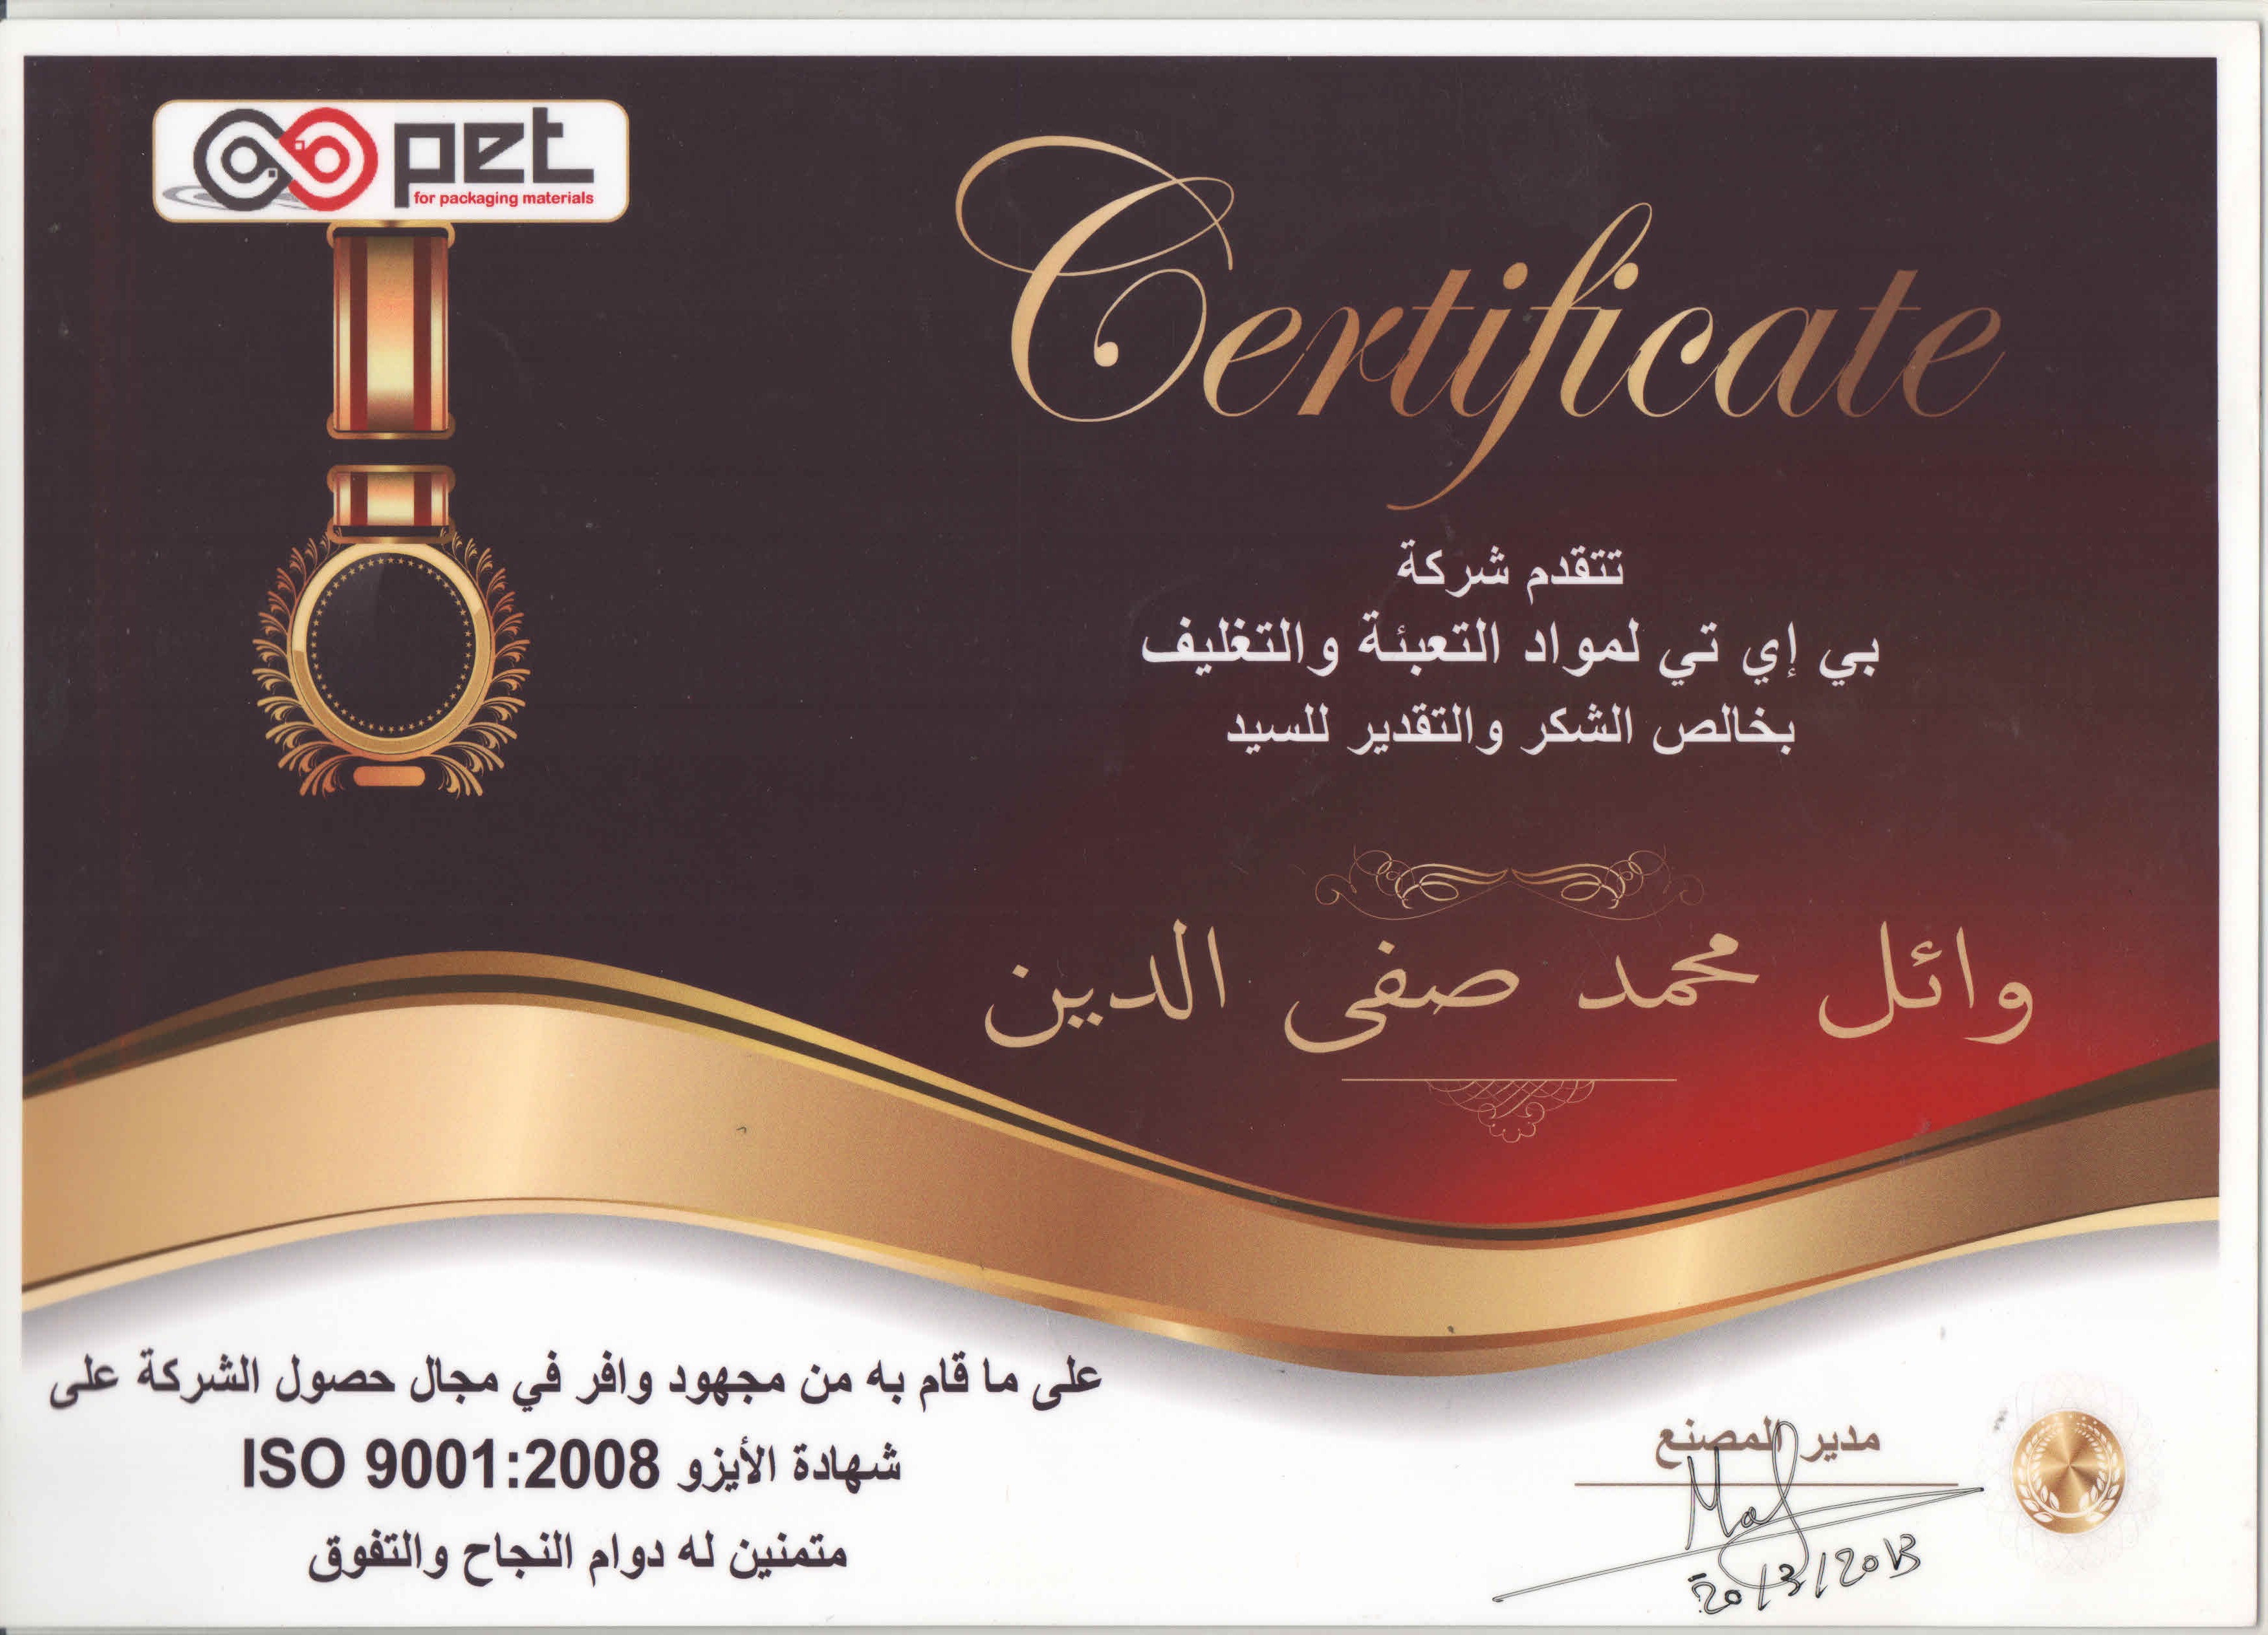 pet
for packaging materials
Certificate
تتقدم شركة
بي إي تي لمواد التعبئة والتغليف
بخالص الشكر والتقدير للسيد
وائل محمد صفى الدين
على ما قام به من مجهود وافر في مجال حصول الشركة على
شهادة الأيزو ISO 9001:2008
متمنين له دوام النجاح والتفوق
مدير المصنع
20/3/2013